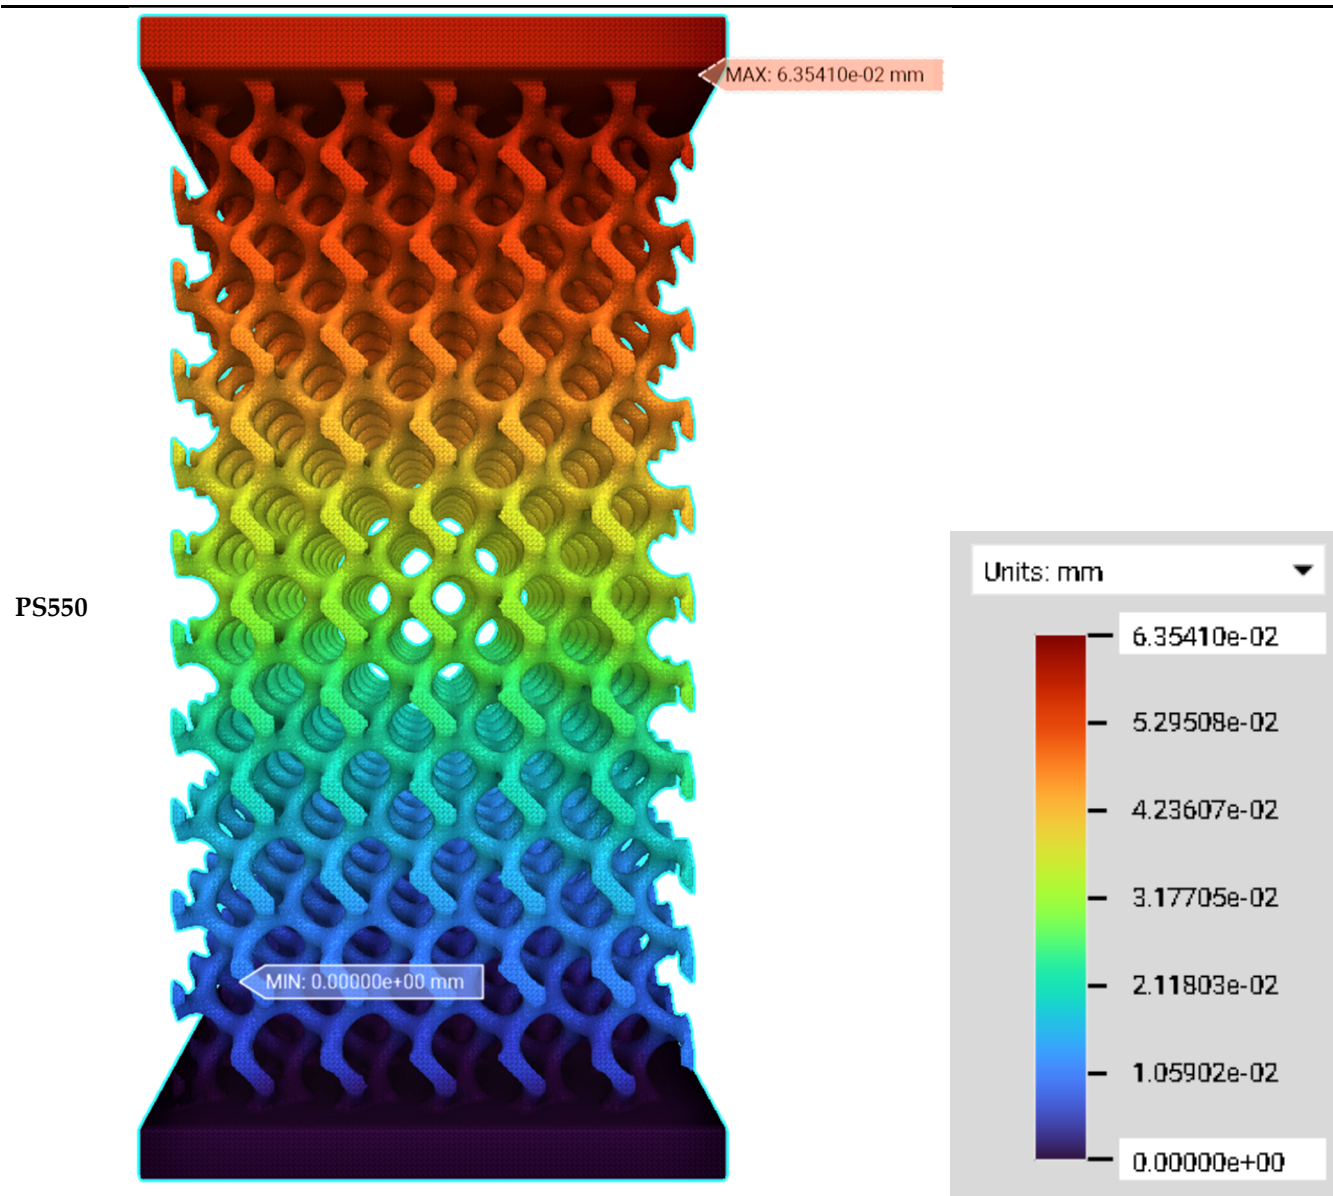 MAX: 6.35410e-02 mm
Units: mm
PS550
6.35410e-02
5.29508e-02
4.23607e-02
3.17705e-02
2.11803e-02
1.05902e-02
0.00000e+00
MIN: 0.00000e+00 mm